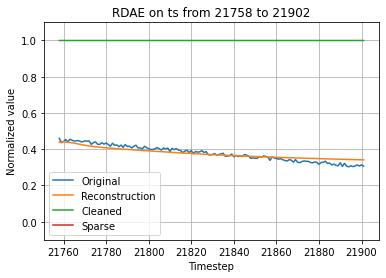 RDAE on ts from 21758 to 21902
Normalized value
1.0
0.8
0.6
0.4
0.2
0.0
Original
Reconstruction
Cleaned
Sparse
21760 21780 21800 21820 21840 21860 21880 21900
Timestep